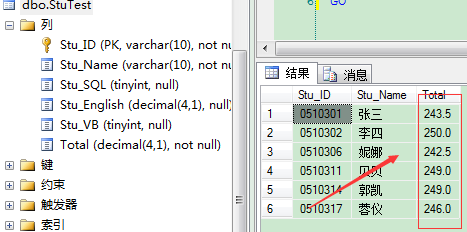 dbo.StuTest
列
Stu_ID (PK, varchar(10), not nu
Stu_Name (varchar(10), not nu
Stu_SQL (tinyint, null)
Stu_English (decimal(4,1), null)
Stu_VB (tinyint, null)
Total (decimal(4,1), not null)
键
约束
触发器
索引
6 GO
结果 消息
Stu_ID Stu_Name Total
1 0510301 张三 243.5
2 0510302 李四 250.0
3 0510306 妮娜 242.5
4 0510311 贝贝 249.0
5 0510314 郭凯 249.0
6 0510317 蓉仪 246.0